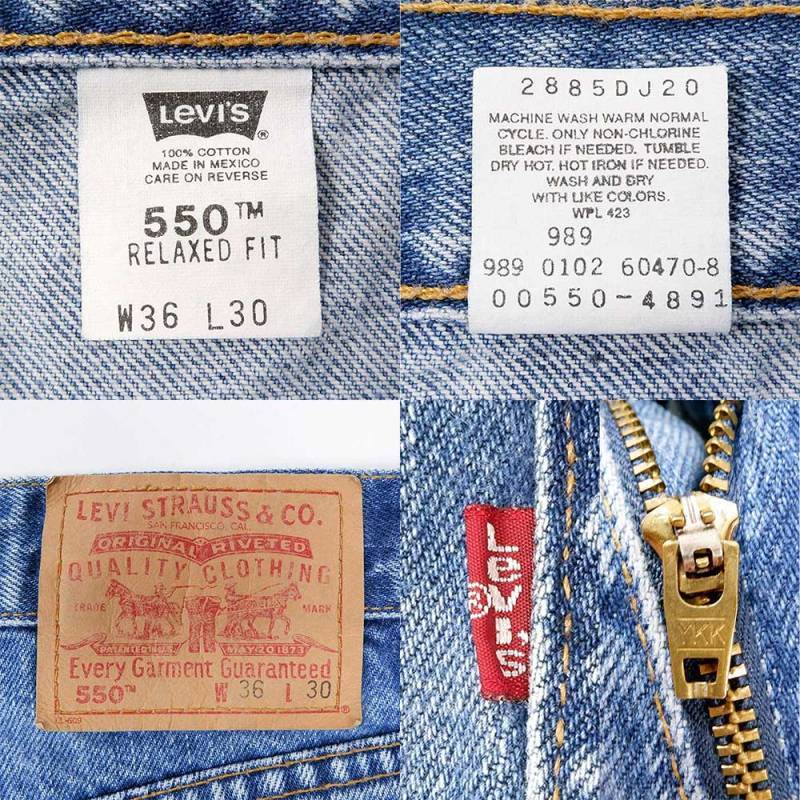 Levi's ®
100% COTTON
MADE IN MEXICO
CARE ON REVERSE
550™
RELAXED FIT
W36 L30
2885DJ20
MACHINE WASH WARM NORMAL
CYCLE. ONLY NON-CHLORINE
BLEACH IF NEEDED. TUMBLE
DRY HOT. HOT IRON IF NEEDED.
WASH AND DRY
WITH LIKE COLORS.
WPL 423
989
989 0102 60470-8
00550-4891
LEVI STRAUSS & CO.
SAN FRANCISCO, CAL.
ORIGINAL RIVETED
QUALITY CLOTHING
TRADE MARK
PATENTED IN U.S. MAY 20 1873
Every Garment Guaranteed
550™ W 36 L 30
®
Levi's ®
YKK